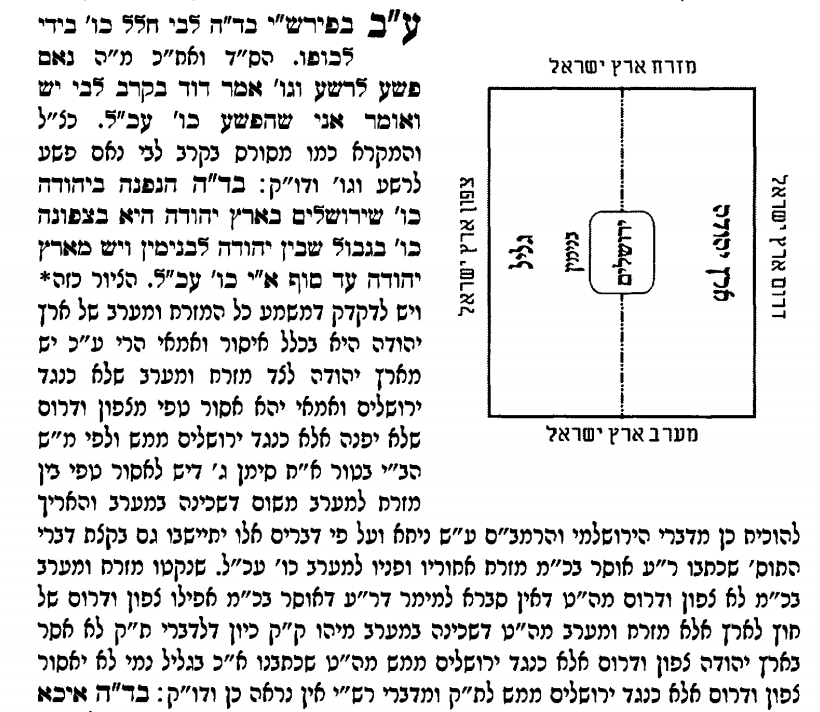 ע"ב בפירש"י בד"ה לבי חלל כו' בידי
לכופו. הס"ד ואח"כ מ"ה נאם
פשע לרשע וגו' אמר דוד בקרב לבי יש
ואומר אני שהפשע כו' עכ"ל. כצ"ל
והמקרא כמו מסורס בקרב לבי נאם פשע
לרשע וגו' ודו"ק: בד"ה הנפנה ביהודה
כו' שירושלים בארץ יהודה היא בצפונה
כו' בגבול שבין יהודה לבנימין ויש מארץ
יהודה עד סוף א"י כו' עכ"ל. הציור כזה*
ויש לדקדק דמשמע כל המזרח ומערב של ארץ
יהודה היא בכלל איסור ואמאי הרי ע"כ יש
מארץ יהודה לצד מזרח ומערב שלא כנגד
ירושלים ואמאי יהא אסור טפי מצפון ודרום
שלא יפנה אלא כנגד ירושלים ממש ולפי מ"ש
הב"י בטור א"ח סימן ג' דיש לאסור טפי בין
מזרח למערב משום דשכינה במערב והאריך
להוכיח כן מדברי הירושלמי והרמב"ם ע"ש ניחא ועל פי דברים אלו יתיישבו גם בקצת דברי
התוס' שכתבו ר"ע אוסר בכ"מ מזרח אחוריו ופניו למערב כו' עכ"ל. שנקטו מזרח ומערב
בכ"מ לא צפון ודרום מה"ט דאין סברא למימר דר"ע דאוסר בכ"מ אפילו צפון ודרום של
חוץ לארץ אלא מזרח ומערב מה"ט דשכינה במערב מיהו ק"ק כיון דלדברי ת"ק לא אסר
בארץ יהודה צפון ודרום אלא כנגד ירושלים ממש מה"ט שכתבנו א"כ בגליל נמי לא יאסור
צפון ודרום אלא כנגד ירושלים ממש לת"ק ומדברי רש"י אין נראה כן ודו"ק: בד"ה איכא
מזרח ארץ ישראל
צפון ארץ ישראל
גליל
בנימין
ירושלים
ארץ יהודה
דרום ארץ ישראל
מערב ארץ ישראל